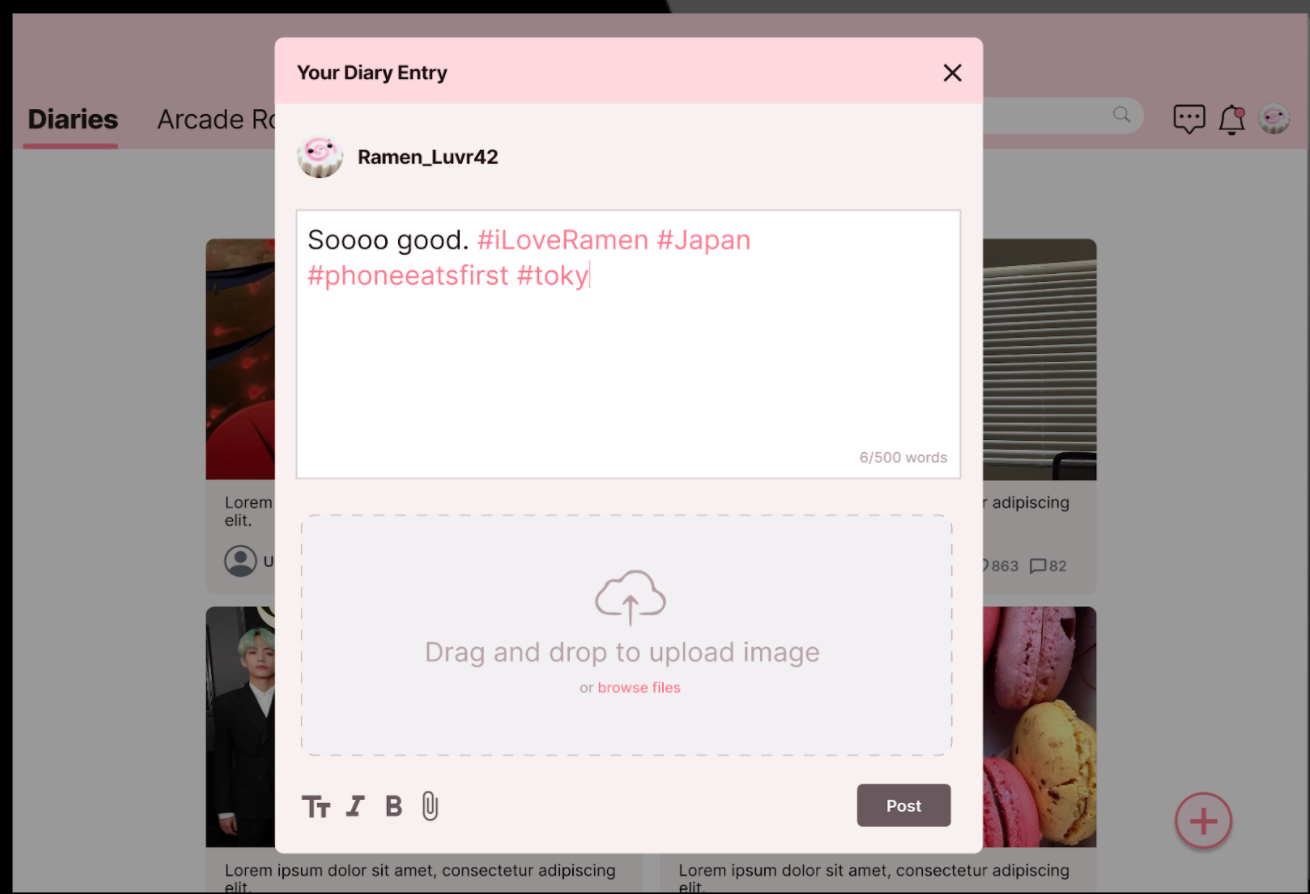 Your Diary Entry
Diaries
Arcade
Ramen_Luvr42
Soooo good. #iLoveRamen #Japan
#phoneeatsfirst #toky
6/500 words
Lorem
elit.
adipiscing
863
82
Drag and drop to upload image
or browse files
Post
Lorem ipsum dolor sit amet, consectetur adipiscing
elit.
Lorem ipsum dolor sit amet, consectetur adipiscing
elit.